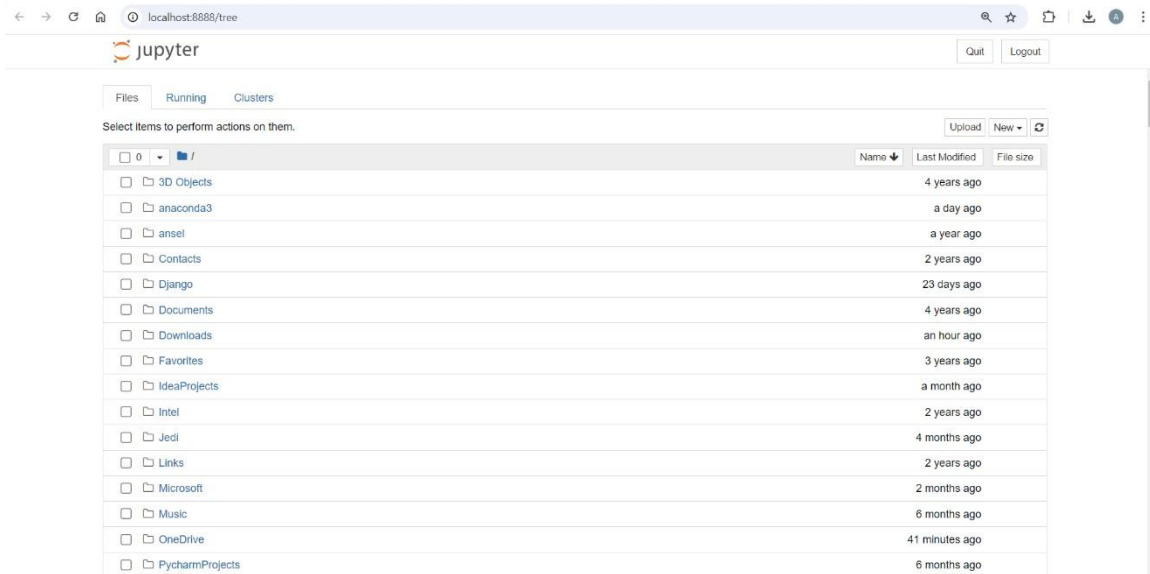 localhost:8888/tree
A
jupyter
Quit Logout
Files Running Clusters
Select items to perform actions on them.
Upload New
0 / Name Last Modified File size
3D Objects 4 years ago
anaconda3 a day ago
ansel a year ago
Contacts 2 years ago
Django 23 days ago
Documents 4 years ago
Downloads an hour ago
Favorites 3 years ago
IdeaProjects a month ago
Intel 2 years ago
Jedi 4 months ago
Links 2 years ago
Microsoft 2 months ago
Music 6 months ago
OneDrive 41 minutes ago
PycharmProjects 6 months ago